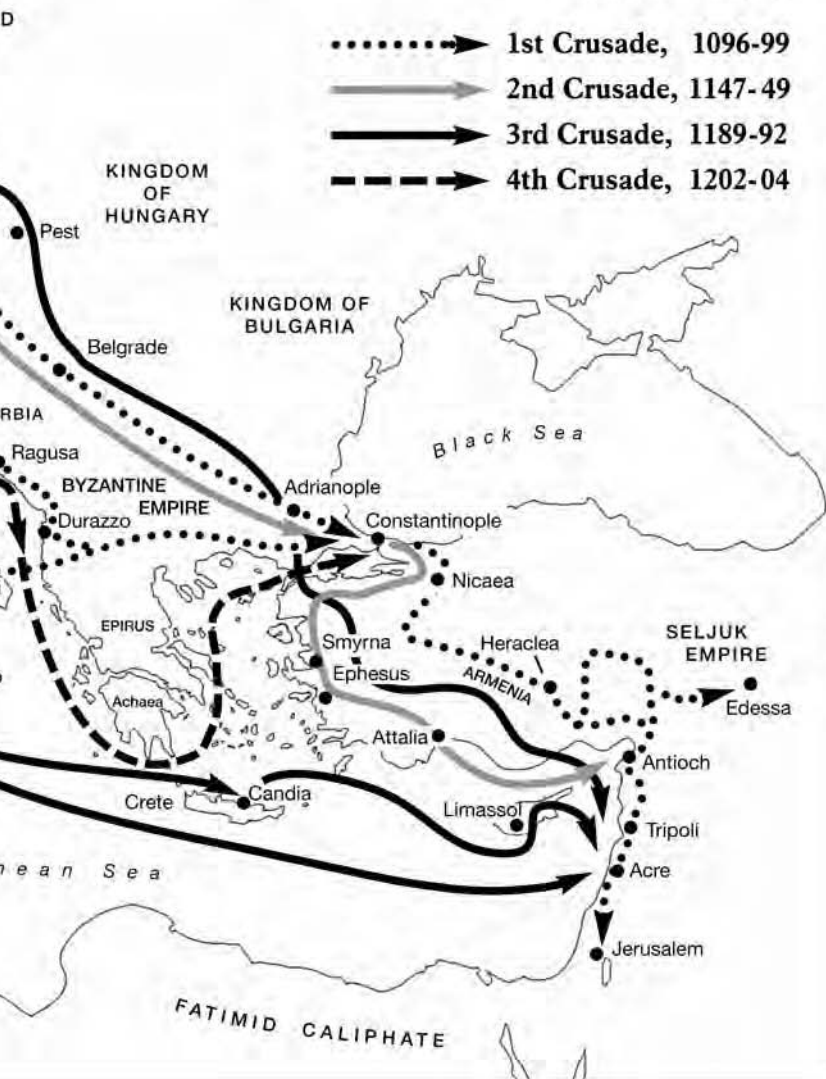 D
1st Crusade, 1096-99
2nd Crusade, 1147-49
3rd Crusade, 1189-92
4th Crusade, 1202-04
KINGDOM
OF
HUNGARY
Pest
KINGDOM OF
BULGARIA
Belgrade
RBIA
Ragusa
Black Sea
BYZANTINE
EMPIRE
Adrianople
Durazzo
Constantinople
Nicaea
EPIRUS
Smyrna
Heraclea
SELJUK
EMPIRE
Ephesus
ARMENIA
Achaea
Edessa
Attalia
Antioch
Crete
Candia
Limassol
Tripoli
nean Sea
Acre
Jerusalem
FATIMID CALIPHATE